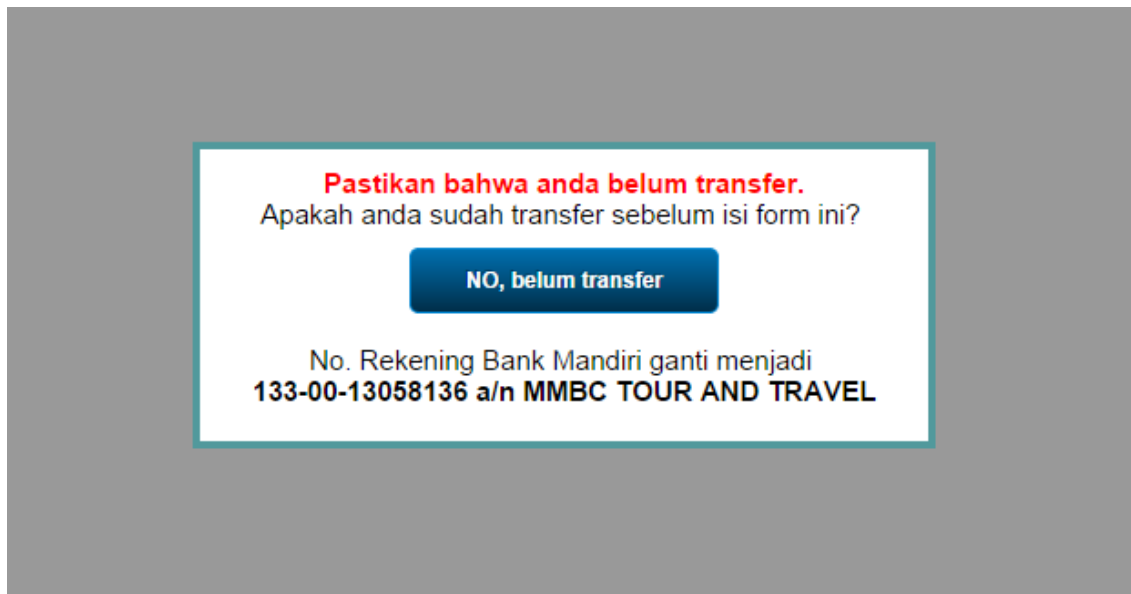 Pastikan bahwa anda belum transfer.
Apakah anda sudah transfer sebelum isi form ini?
NO, belum transfer
No. Rekening Bank Mandiri ganti menjadi
133-00-13058136 a/n MMBC TOUR AND TRAVEL